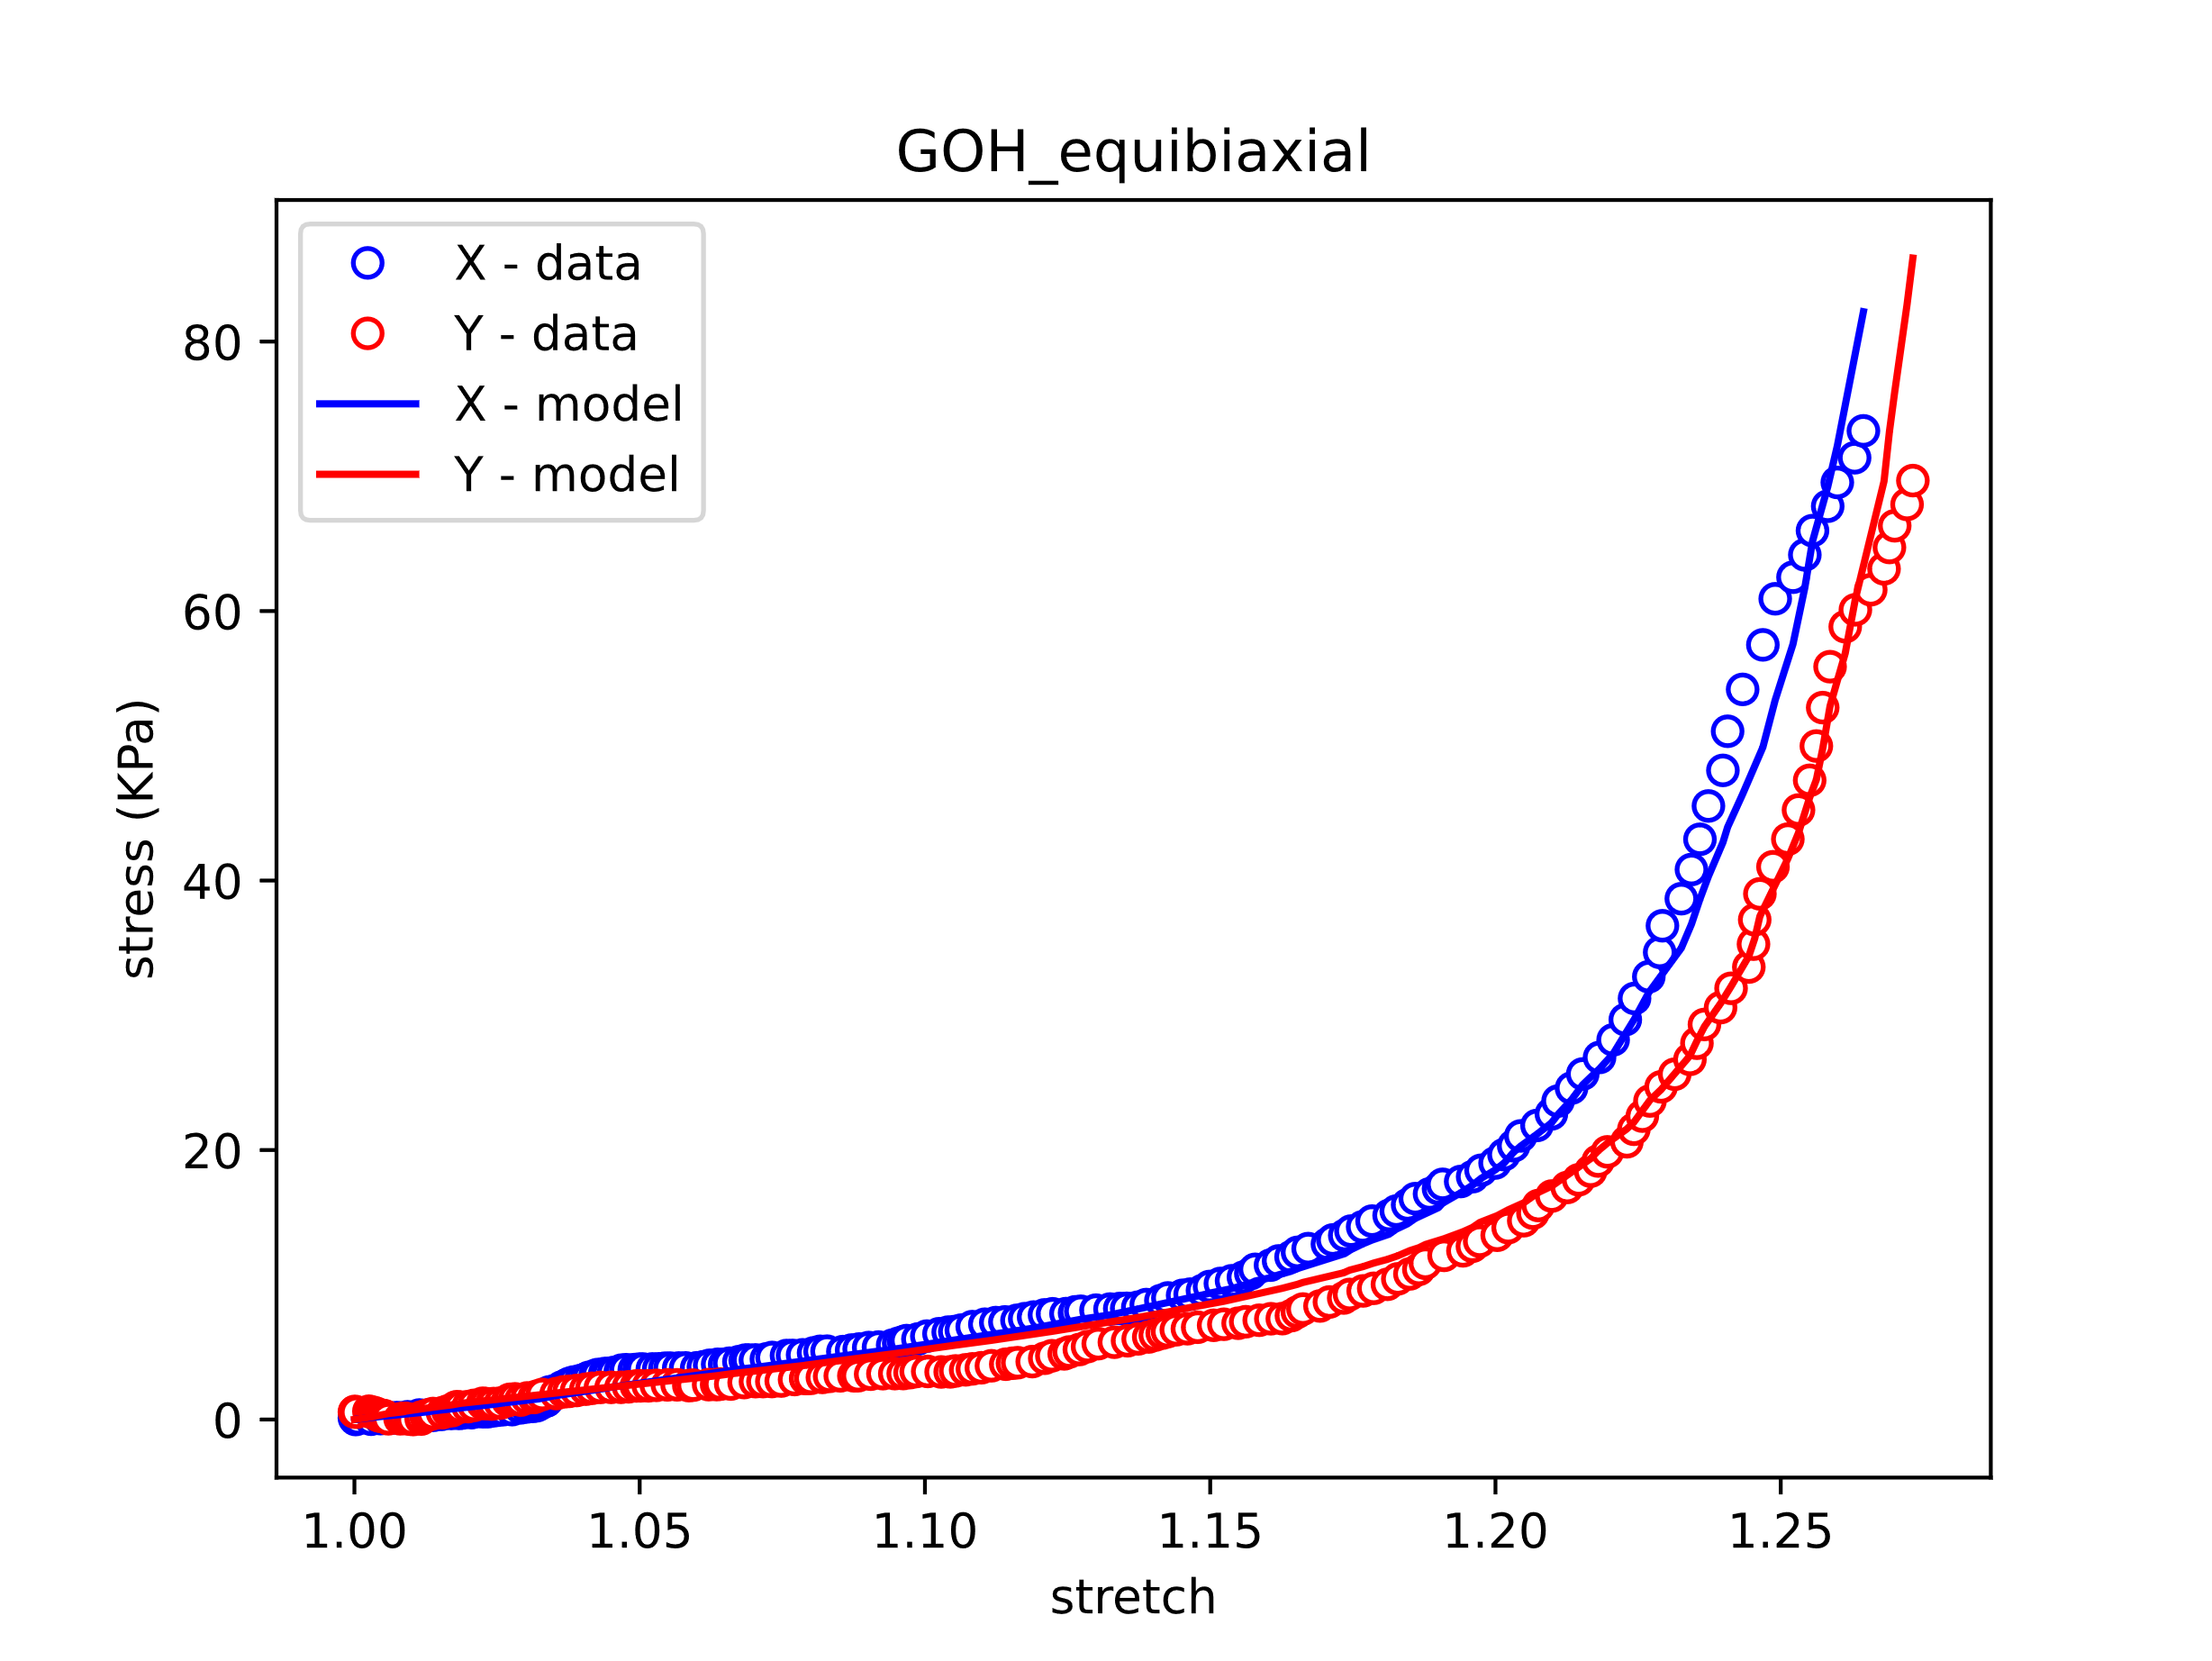 GOH_equibiaxial
X - data
Y - data
X - model
Y - model
80
60
40
20
0
stress (KPa)
1.00 1.05 1.10 1.15 1.20 1.25
stretch